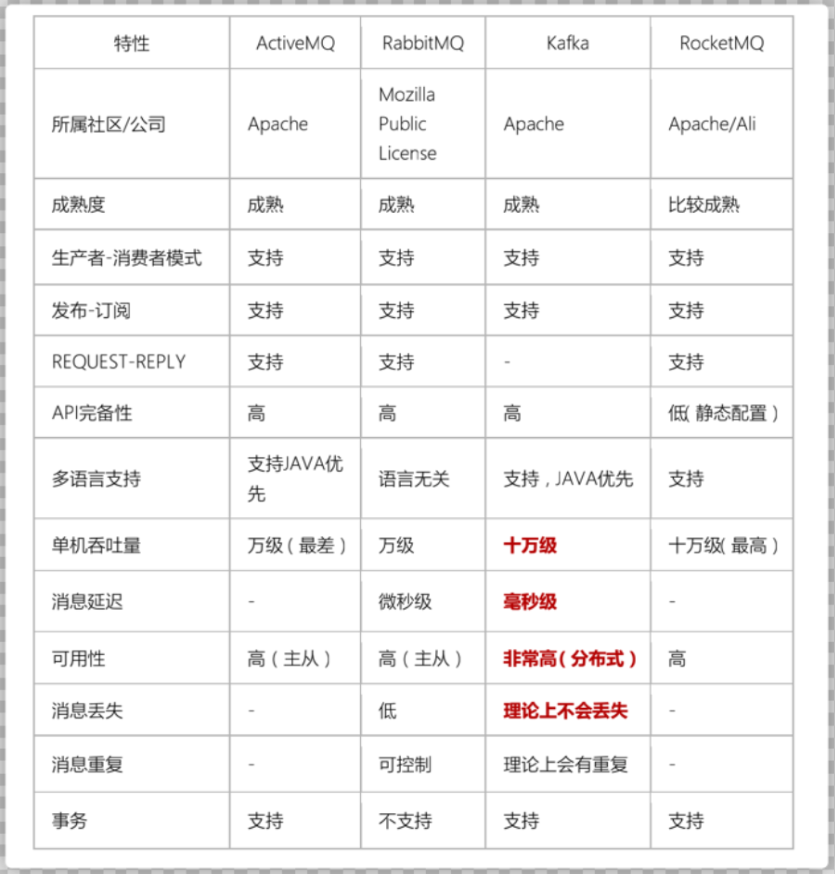 特性 ActiveMQ RabbitMQ Kafka RocketMQ
所属社区/公司 Apache Mozilla Public License Apache Apache/Ali
成熟度 成熟 成熟 成熟 比较成熟
生产者-消费者模式 支持 支持 支持 支持
发布-订阅 支持 支持 支持 支持
REQUEST-REPLY 支持 支持 - 支持
API完备性 高 高 高 低( 静态配置 )
多语言支持 支持JAVA优先 语言无关 支持，JAVA优先 支持
单机吞吐量 万级 ( 最差 ) 万级 十万级 十万级( 最高 )
消息延迟 - 微秒级 毫秒级 -
可用性 高 ( 主从 ) 高 ( 主从 ) 非常高( 分布式 ) 高
消息丢失 - 低 理论上不会丢失 -
消息重复 - 可控制 理论上会有重复 -
事务 支持 不支持 支持 支持